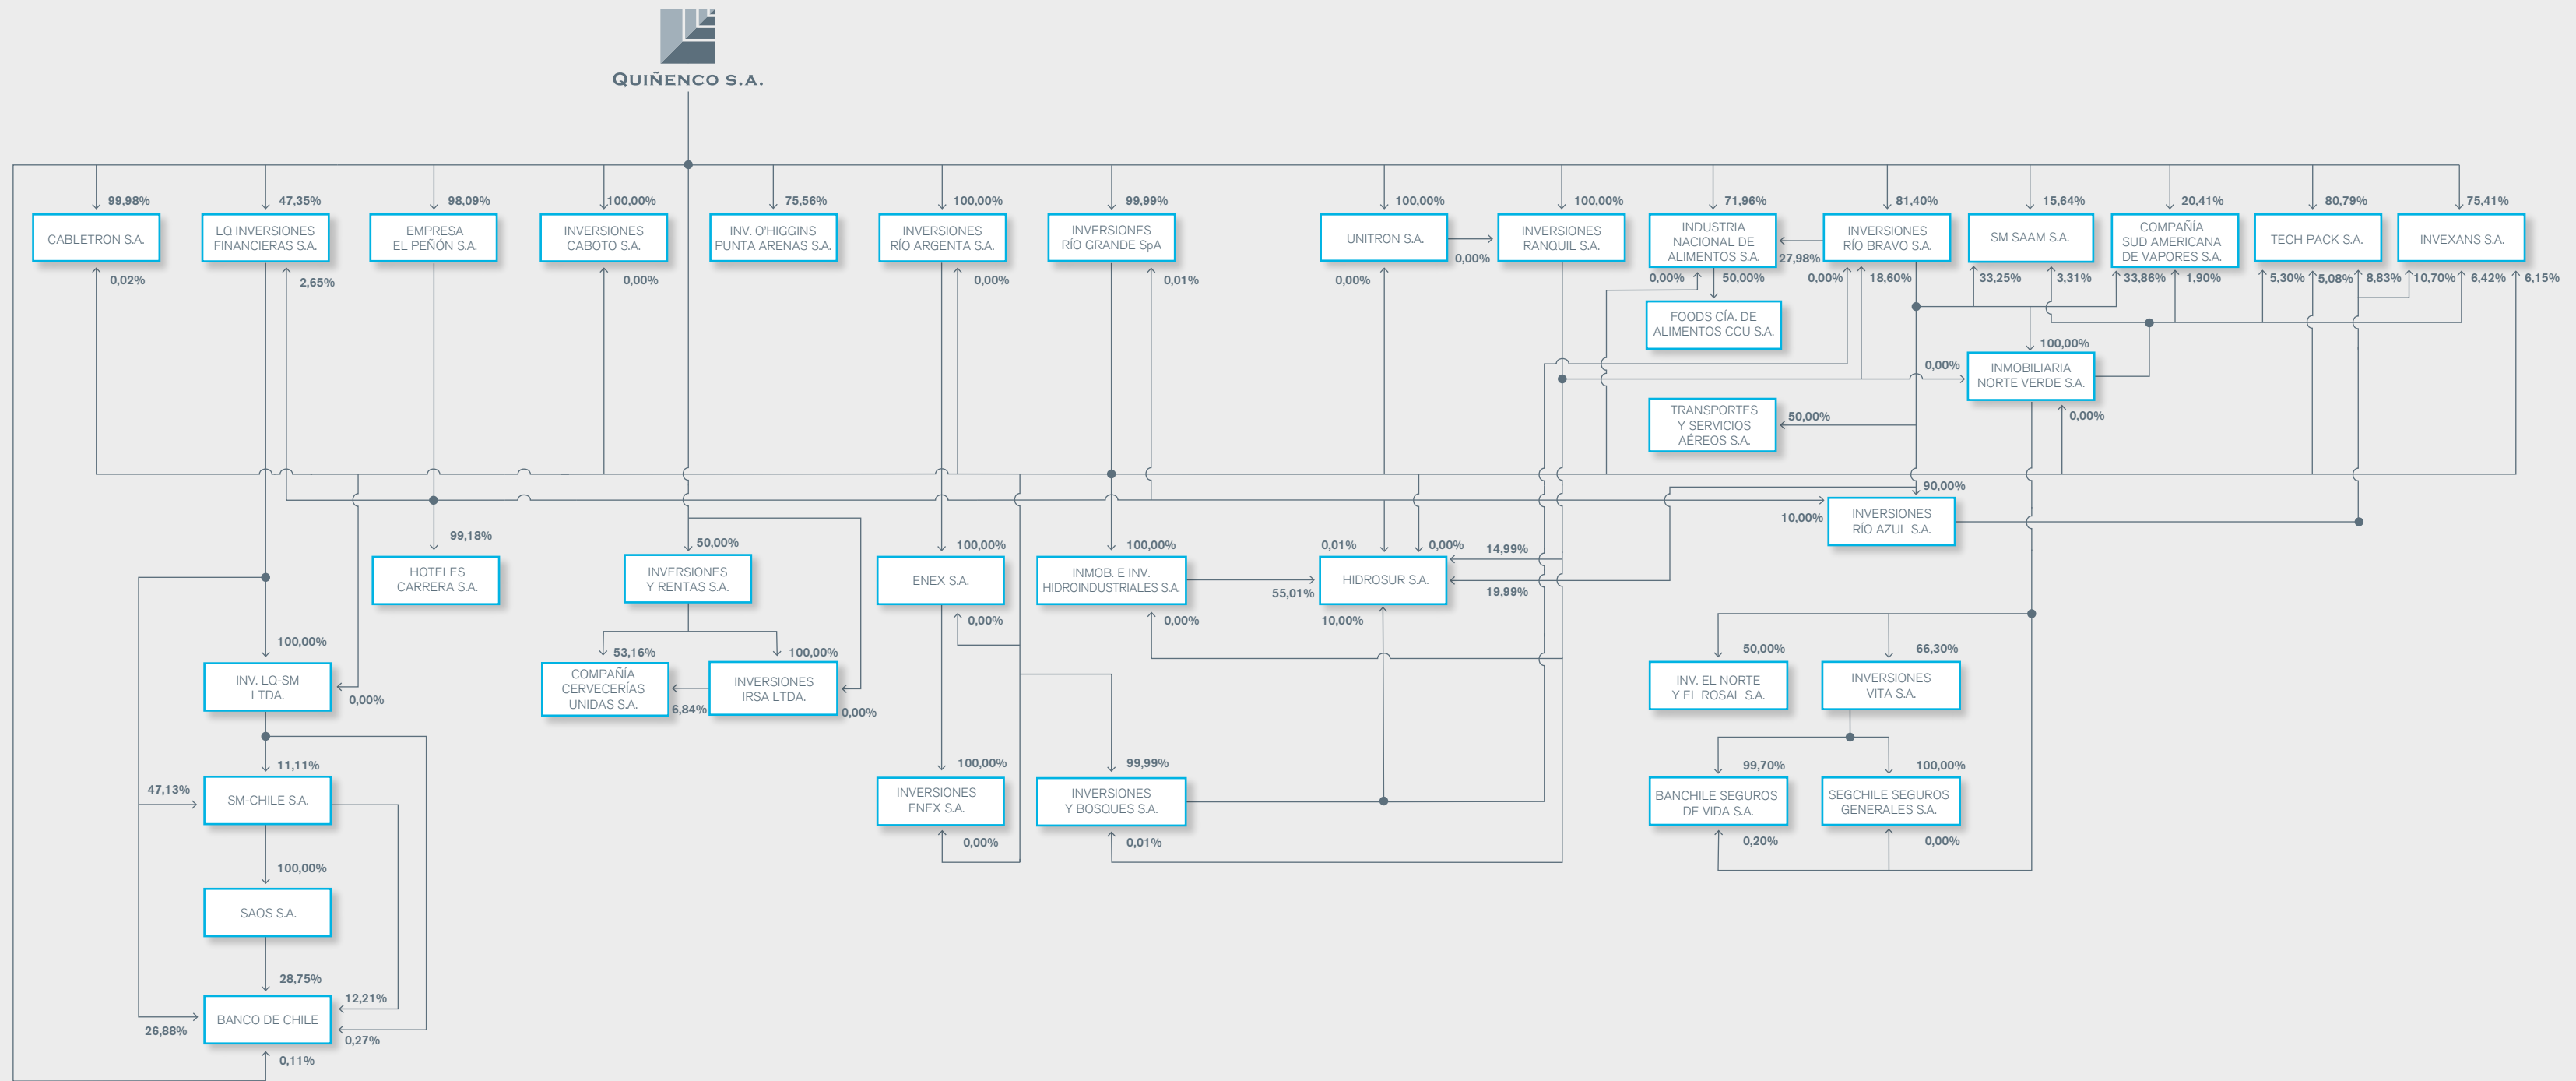 QUIÑENCO S.A.
99,98%
47,35%
98,09%
100,00%
75,56%
100,00%
99,99%
100,00%
100,00%
71,96%
81,40%
15,64%
20,41%
80,79%
75,41%
CABLETRON S.A.
LQ INVERSIONES
FINANCIERAS S.A.
EMPRESA
EL PEÑÓN S.A.
INVERSIONES
CABOTO S.A.
INV. O'HIGGINS
PUNTA ARENAS S.A.
INVERSIONES
RÍO ARGENTA S.A.
INVERSIONES
RÍO GRANDE SpA
UNITRON S.A.
INVERSIONES
RANQUIL S.A.
INDUSTRIA
NACIONAL DE
ALIMENTOS S.A.
INVERSIONES
RÍO BRAVO S.A.
SM SAAM S.A.
COMPAÑÍA
SUD AMERICANA
DE VAPORES S.A.
TECH PACK S.A.
INVEXANS S.A.
0,00%
27,98%
0,02%
2,65%
0,00%
0,00%
0,01%
0,00%
0,00%
50,00%
0,00%
18,60%
33,25%
3,31%
33,86%
1,90%
5,30%
5,08%
8,83%
10,70%
6,42%
6,15%
FOODS CÍA. DE
ALIMENTOS CCU S.A.
100,00%
0,00%
INMOBILIARIA
NORTE VERDE S.A.
0,00%
TRANSPORTES
Y SERVICIOS
AÉREOS S.A.
50,00%
90,00%
10,00%
INVERSIONES
RÍO AZUL S.A.
99,18%
50,00%
100,00%
100,00%
0,01%
0,00%
14,99%
HOTELES
CARRERA S.A.
INVERSIONES
Y RENTAS S.A.
ENEX S.A.
INMOB. E INV.
HIDROINDUSTRIALES S.A.
55,01%
HIDROSUR S.A.
19,99%
0,00%
0,00%
10,00%
100,00%
53,16%
100,00%
50,00%
66,30%
INV. LQ-SM
LTDA.
0,00%
COMPAÑÍA
CERVECERÍAS
UNIDAS S.A.
6,84%
INVERSIONES
IRSA LTDA.
0,00%
INV. EL NORTE
Y EL ROSAL S.A.
INVERSIONES
VITA S.A.
11,11%
100,00%
99,99%
99,70%
100,00%
47,13%
SM-CHILE S.A.
INVERSIONES
ENEX S.A.
INVERSIONES
Y BOSQUES S.A.
BANCHILE SEGUROS
DE VIDA S.A.
SEGCHILE SEGUROS
GENERALES S.A.
0,00%
0,01%
0,20%
0,00%
100,00%
SAOS S.A.
28,75%
12,21%
BANCO DE CHILE
26,88%
0,27%
0,11%